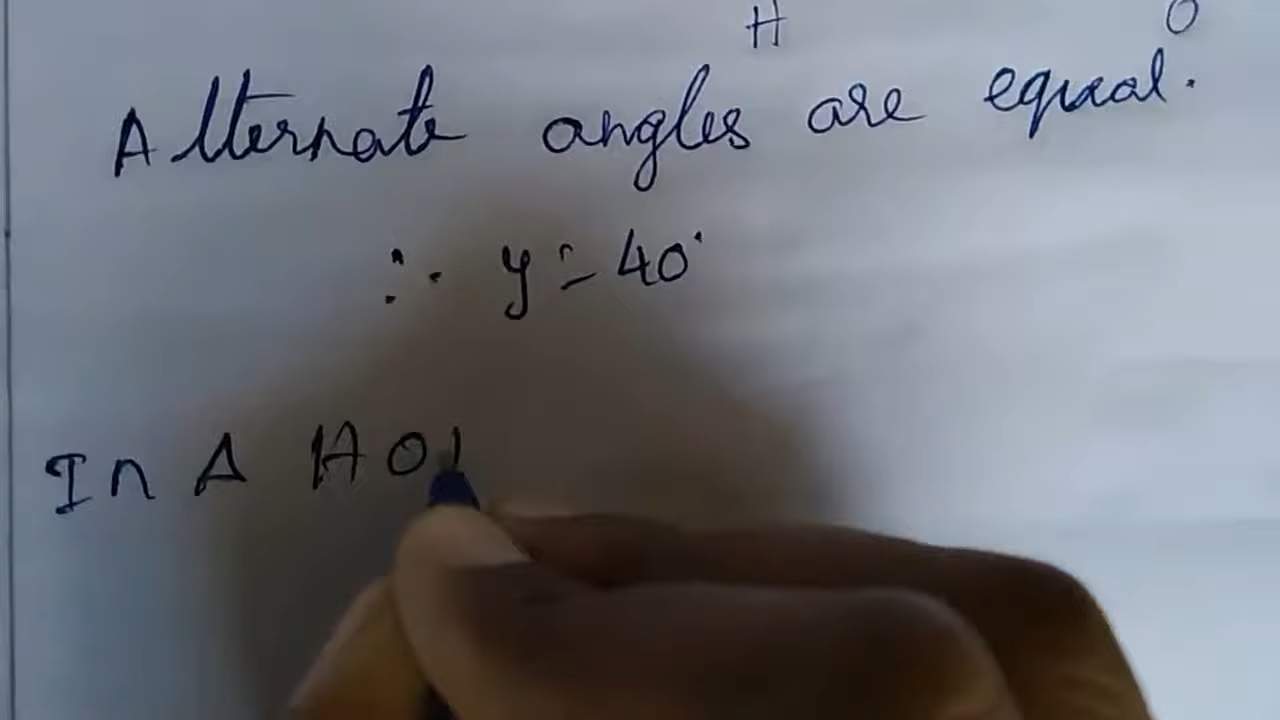 H O
Alternate angles are equal.
∴ y = 40°
In Δ HO